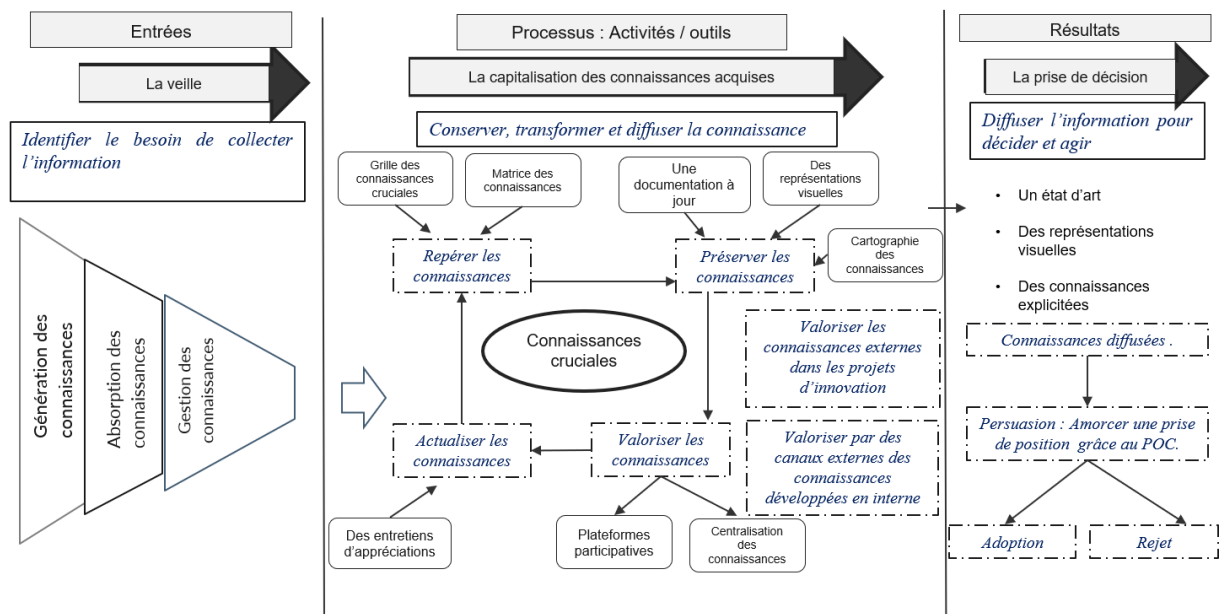 Entrées
La veille
Identifier le besoin de collecter
l’information
Génération des
connaissances
Absorption des
connaissances
Gestion des
connaissances
Processus : Activités / outils
La capitalisation des connaissances acquises
Conserver, transformer et diffuser la connaissance
Grille des
connaissances
cruciales
Matrice des
connaissances
Une
documentation à
jour
Des
représentations
visuelles
Cartographie
des
connaissances
Repérer les
connaissances
Préserver les
connaissances
Connaissances
cruciales
Valoriser les
connaissances externes
dans les projets
d’innovation
Actualiser les
connaissances
Valoriser les
connaissances
Valoriser par des
canaux externes des
connaissances
développées en interne
Des entretiens
d’appréciations
Plateformes
participatives
Centralisation
des
connaissances
Résultats
La prise de décision
Diffuser l’information pour
décider et agir
• Un état d’art
• Des représentations
visuelles
• Des connaissances
explicitées
Connaissances diffusées .
Persuasion : Amorcer une prise
de position grâce au POC.
Adoption
Rejet